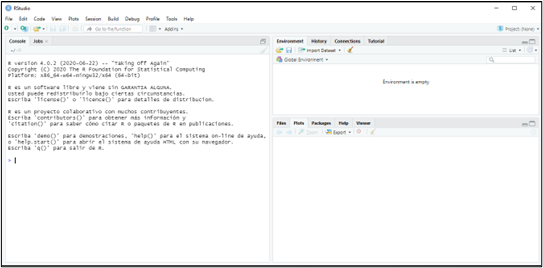 RStudio
File Edit Code View Plots Session Build Debug Profile Tools Help
Go to file/function
Addins
Project: (None)
Console Jobs
R version 4.0.2 (2020-06-22) -- "Taking Off Again"
Copyright (C) 2020 The R Foundation for Statistical Computing
Platform: x86_64-w64-mingw32/x64 (64-bit)
R es un software libre y viene SIN GARANTIA ALGUNA.
Usted puede redistribuirlo bajo ciertas circunstancias.
Escriba 'license()' o 'licence()' para detalles de distribucion.
R es un proyecto colaborativo con muchos contribuyentes.
Escriba 'contributors()' para obtener más información y
'citation()' para saber cómo citar R o paquetes de R en publicaciones.
Escriba 'demo()' para demostraciones, 'help()' para el sistema on-line de ayuda,
o 'help.start()' para abrir el sistema de ayuda HTML con su navegador.
Escriba 'q()' para salir de R.
>
Environment History Connections Tutorial
Import Dataset
List
Global Environment
Environment is empty
Files Plots Packages Help Viewer
Zoom Export